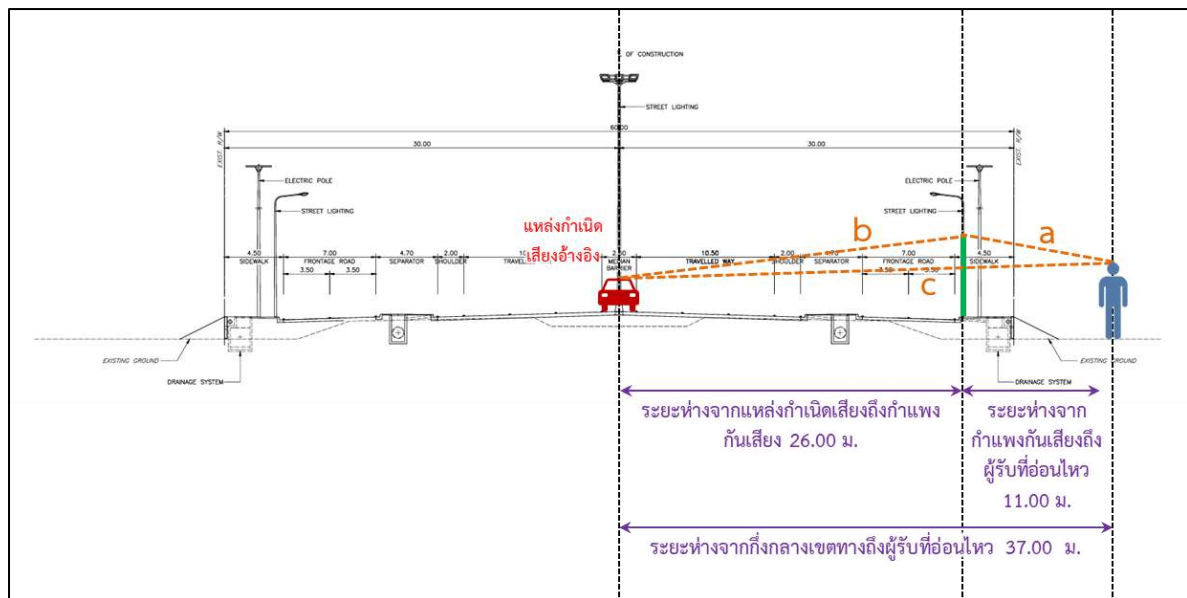 ℄ OF CONSTRUCTION
STREET LIGHTING
60.00
30.00
30.00
EXIST. R/W
EXIST. R/W
ELECTRIC POLE
STREET LIGHTING
ELECTRIC POLE
STREET LIGHTING
แหล่งกำเนิด
เสียงอ้างอิง
b
a
c
4.50
7.00
4.70
2.00
2.50
10.50
2.00
4.70
7.00
4.50
SIDEWALK
FRONTAGE ROAD
SEPARATOR
SHOULDER
MEDIAN
BARRIER
TRAVELLED WAY
SHOULDER
SEPARATOR
FRONTAGE ROAD
SIDEWALK
3.50
3.50
3.50
3.50
EXISTING GROUND
DRAINAGE SYSTEM
EXISTING GROUND
DRAINAGE SYSTEM
ระยะห่างจากแหล่งกำเนิดเสียงถึงกำแพง
กันเสียง 26.00 ม.
ระยะห่างจาก
กำแพงกันเสียงถึง
ผู้รับที่อ่อนไหว
11.00 ม.
ระยะห่างจากกึ่งกลางเขตทางถึงผู้รับที่อ่อนไหว 37.00 ม.